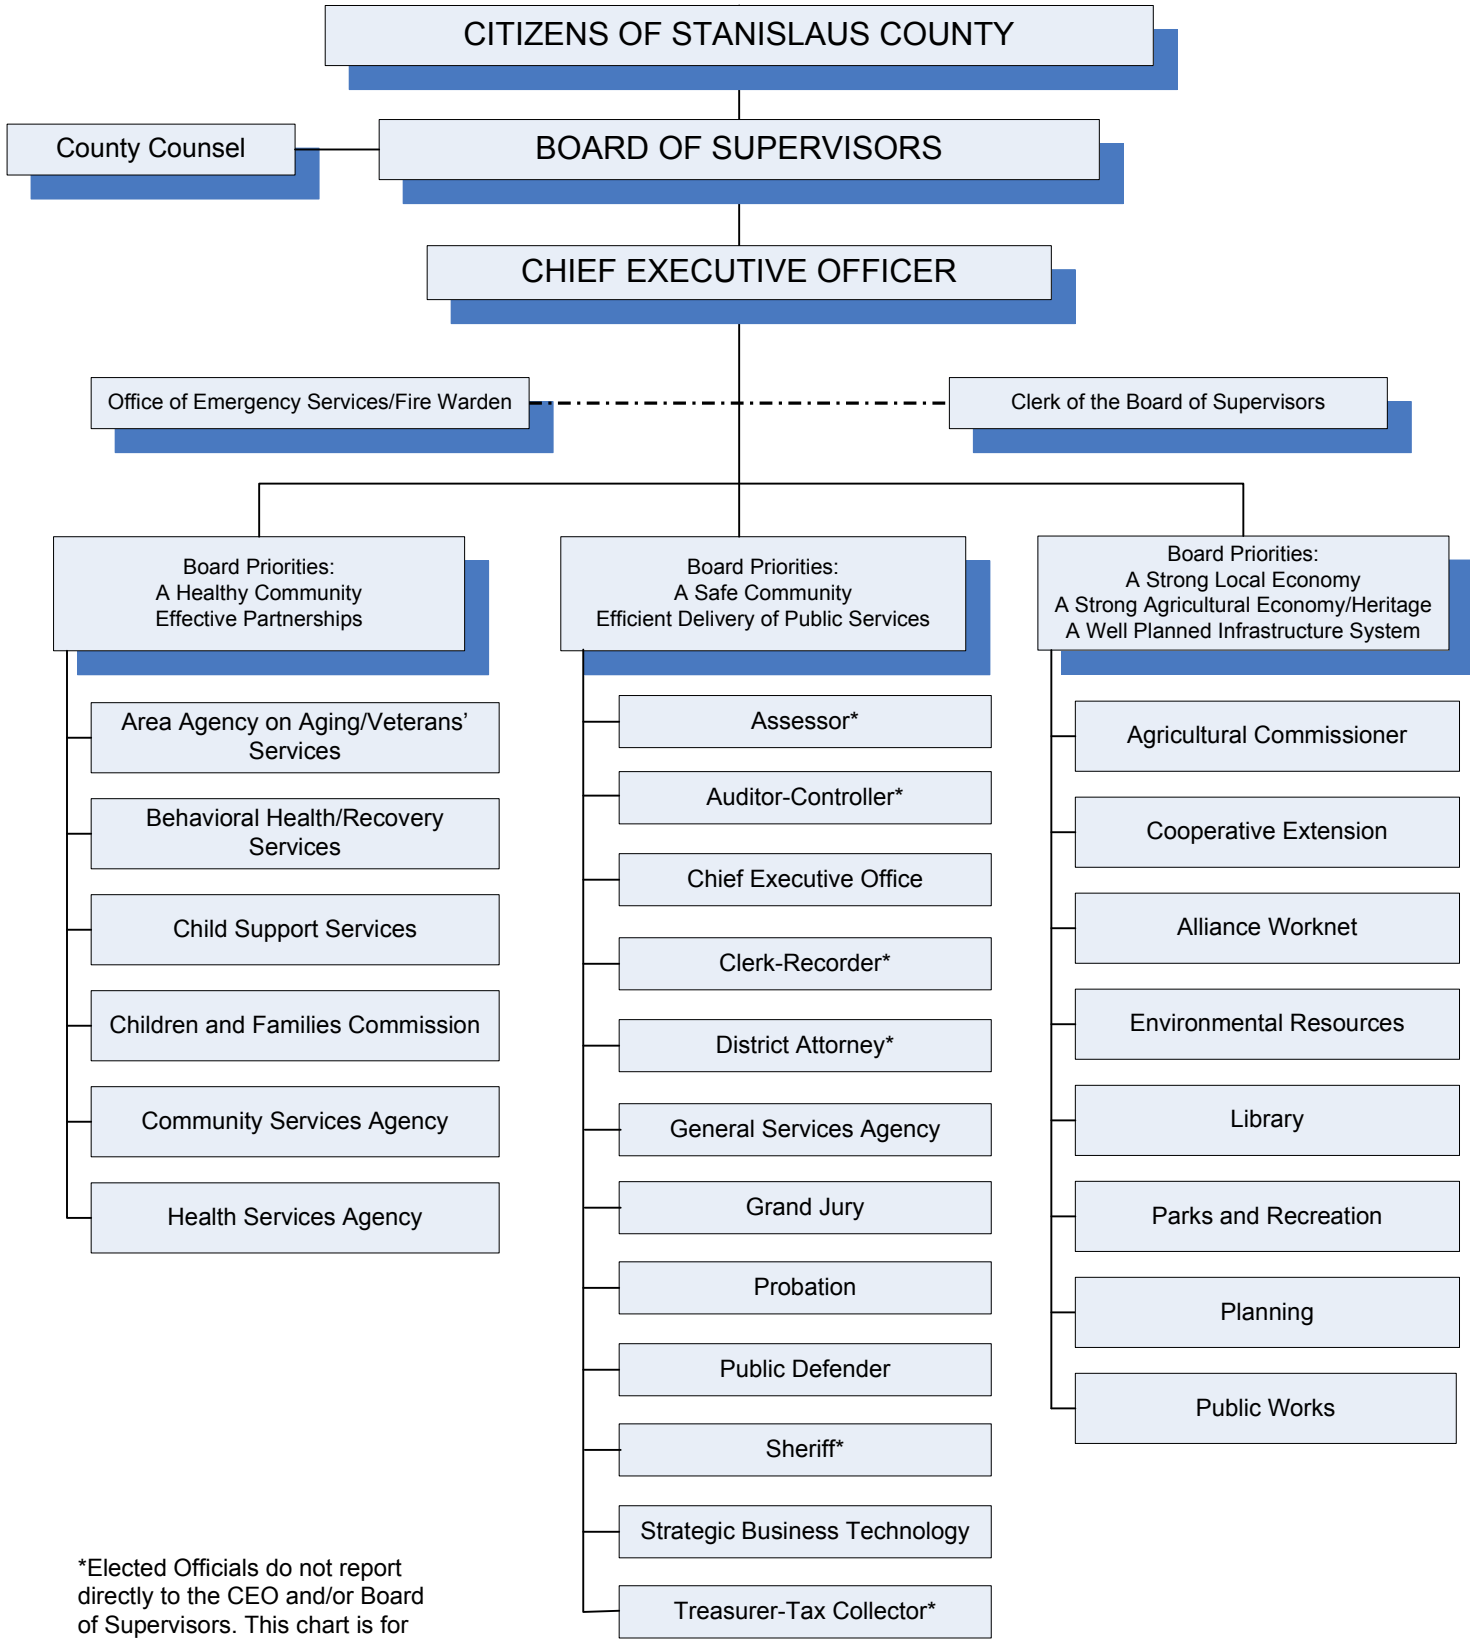 CITIZENS OF STANISLAUS COUNTY
County Counsel
BOARD OF SUPERVISORS
CHIEF EXECUTIVE OFFICER
Office of Emergency Services/Fire Warden
Clerk of the Board of Supervisors
Board Priorities:
A Healthy Community
Effective Partnerships
Area Agency on Aging/Veterans’
Services
Behavioral Health/Recovery
Services
Child Support Services
Children and Families Commission
Community Services Agency
Health Services Agency
Board Priorities:
A Safe Community
Efficient Delivery of Public Services
Assessor*
Auditor-Controller*
Chief Executive Office
Clerk-Recorder*
District Attorney*
General Services Agency
Grand Jury
Probation
Public Defender
Sheriff*
Strategic Business Technology
Treasurer-Tax Collector*
Board Priorities:
A Strong Local Economy
A Strong Agricultural Economy/Heritage
A Well Planned Infrastructure System
Agricultural Commissioner
Cooperative Extension
Alliance Worknet
Environmental Resources
Library
Parks and Recreation
Planning
Public Works
*Elected Officials do not report
directly to the CEO and/or Board
of Supervisors. This chart is for